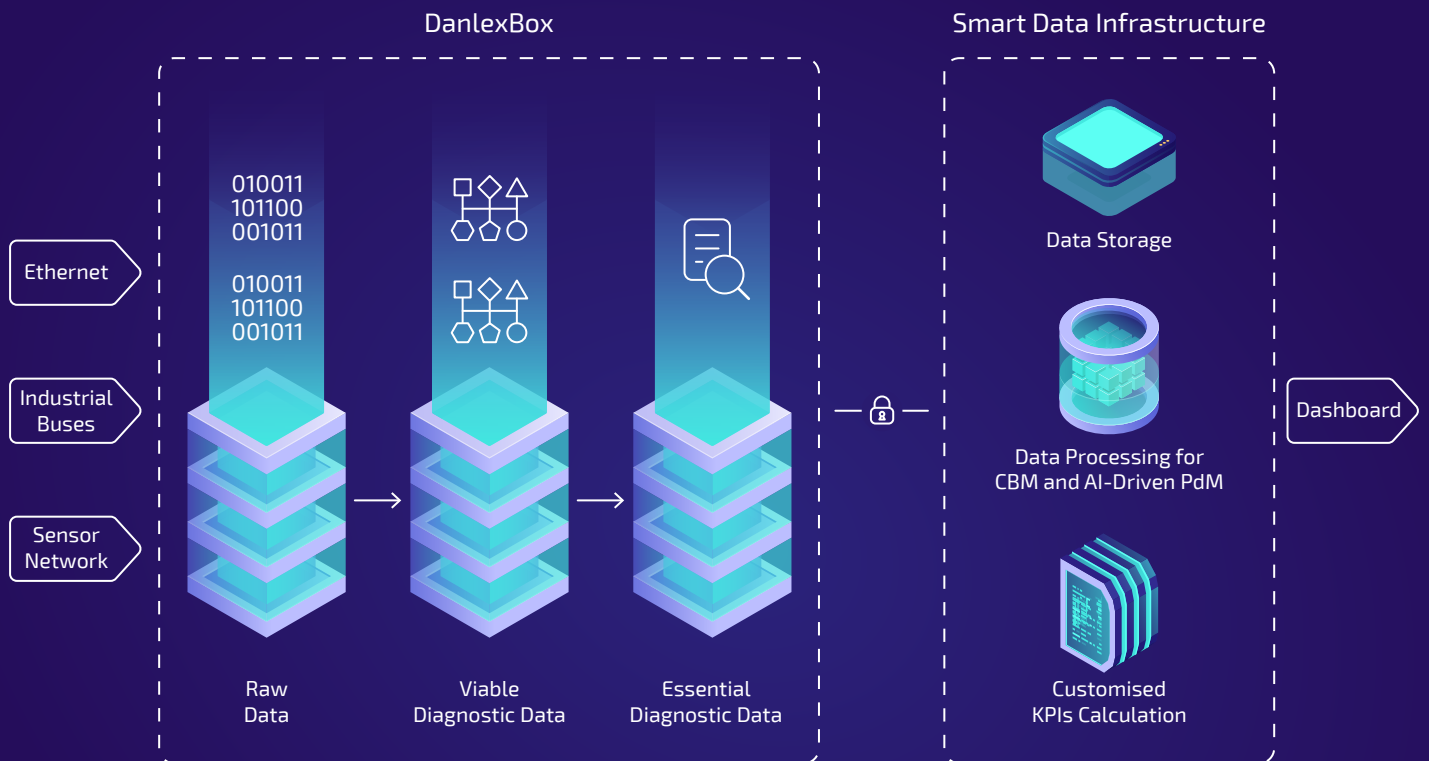 DanlexBox
Smart Data Infrastructure
Ethernet
Industrial
Buses
Sensor
Network
010011
101100
001011
010011
101100
001011
Raw
Data
Viable
Diagnostic Data
Essential
Diagnostic Data
Data Storage
Data Processing for
CBM and AI-Driven PdM
Customised
KPIs Calculation
Dashboard